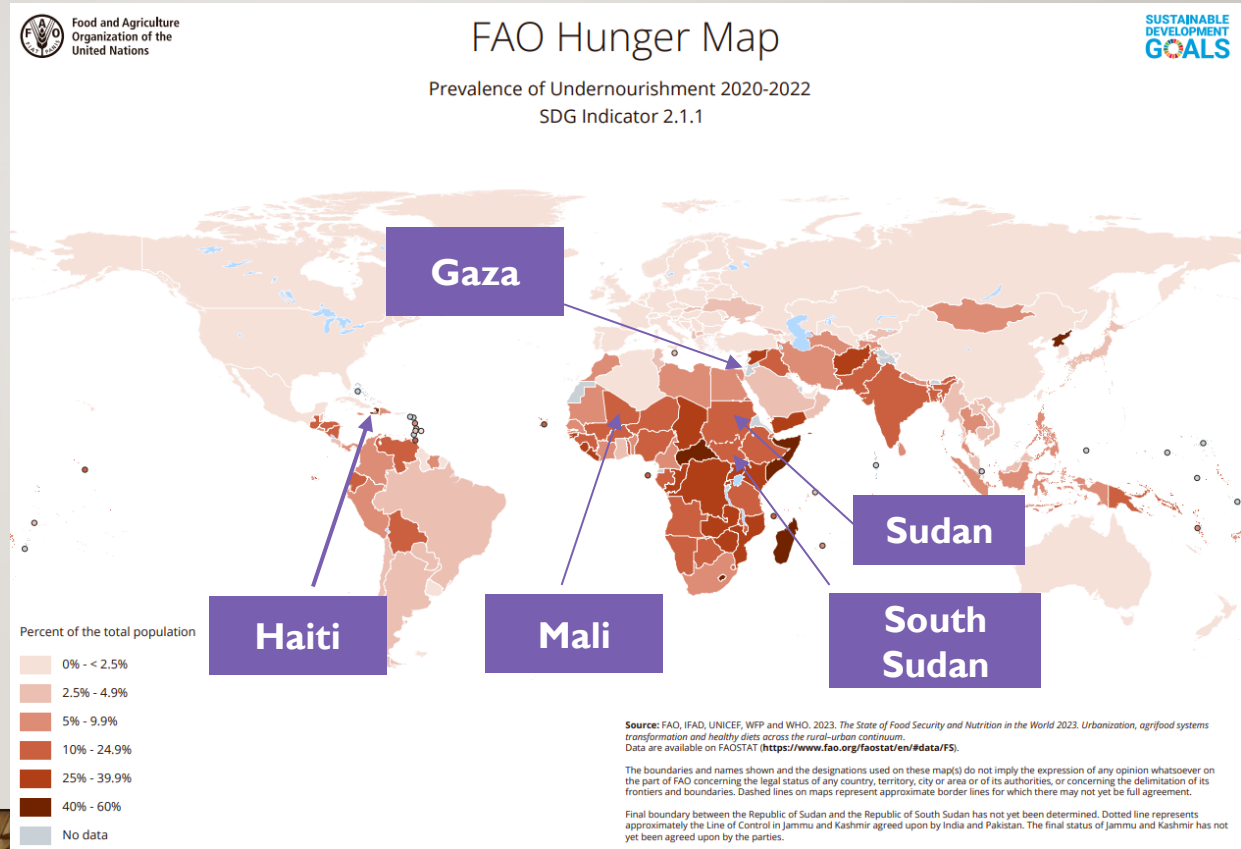 Food and Agriculture
Organization of the
United Nations
FAO Hunger Map
SUSTAINABLE
DEVELOPMENT
GOALS
Prevalence of Undernourishment 2020-2022
SDG Indicator 2.1.1
Gaza
Sudan
Haiti
Mali
South
Sudan
Percent of the total population
0% - < 2.5%
2.5% - 4.9%
5% - 9.9%
10% - 24.9%
25% - 39.9%
40% - 60%
No data
Source: FAO, IFAD, UNICEF, WFP and WHO. 2023. The State of Food Security and Nutrition in the World 2023. Urbanization, agrifood systems
transformation and healthy diets across the rural–urban continuum.
Data are available on FAOSTAT (https://www.fao.org/faostat/en/#data/FS).
The boundaries and names shown and the designations used on these map(s) do not imply the expression of any opinion whatsoever on
the part of FAO concerning the legal status of any country, territory, city or area or of its authorities, or concerning the delimitation of its
frontiers and boundaries. Dashed lines on maps represent approximate border lines for which there may not yet be full agreement.
Final boundary between the Republic of Sudan and the Republic of South Sudan has not yet been determined. Dotted line represents
approximately the Line of Control in Jammu and Kashmir agreed upon by India and Pakistan. The final status of Jammu and Kashmir has not
yet been agreed upon by the parties.